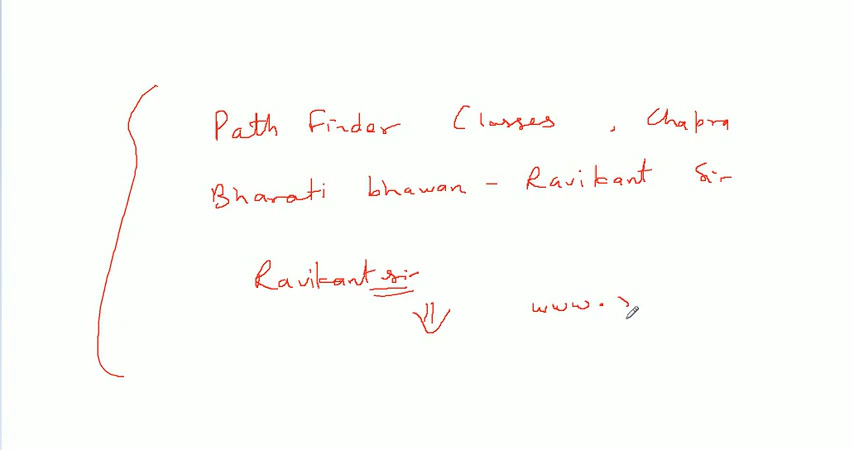 Path Finder Classes , Chapra
Bharati bhawan - Ravikant Sir
Ravikant sir
www.